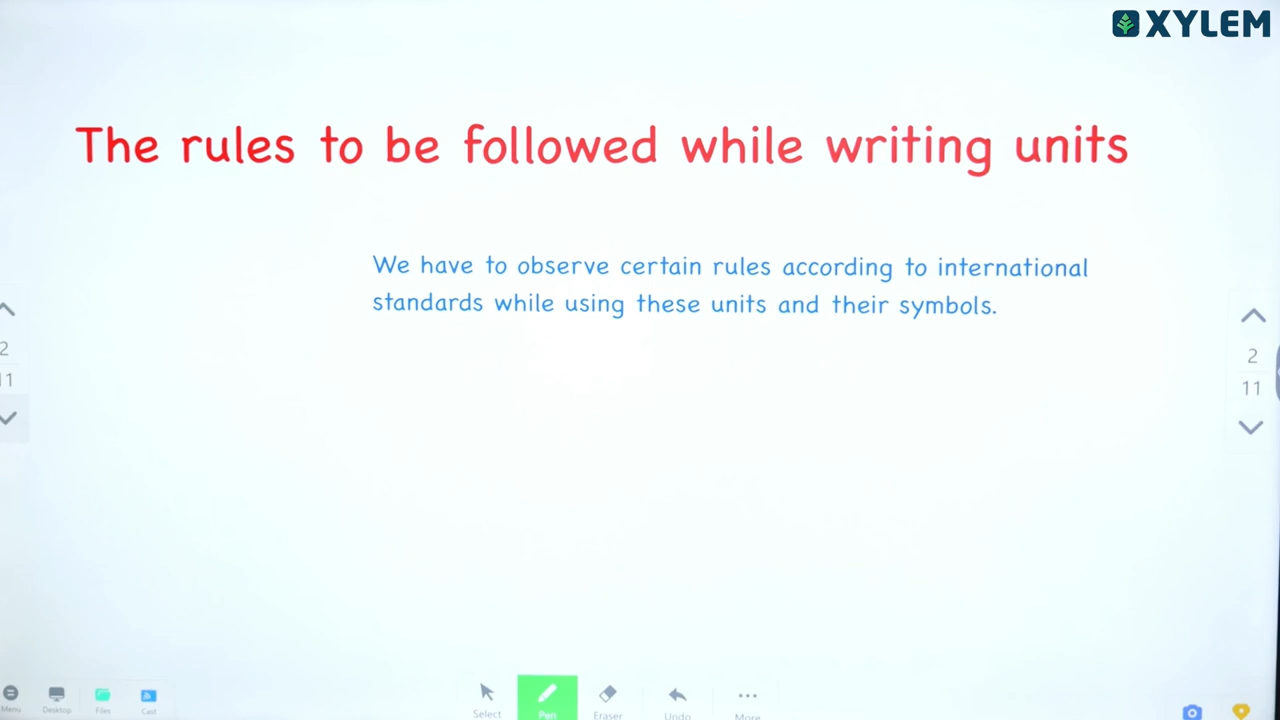 XYLEM
The rules to be followed while writing units
We have to observe certain rules according to international
standards while using these units and their symbols.
2
11
2
11
Menu
Desktop
Files
Cast
Select
Pen
Eraser
Undo
More